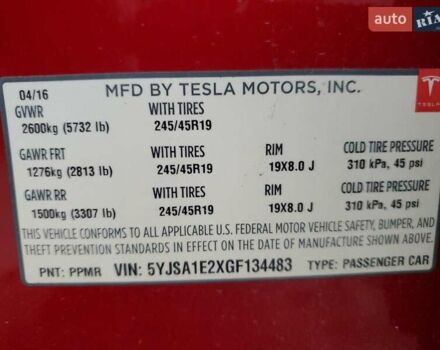 auto RIA
04/16 MFD BY TESLA MOTORS, INC.
GVWR WITH TIRES
2600kg (5732 lb) 245/45R19
TESLA
GAWR FRT WITH TIRES RIM COLD TIRE PRESSURE
1276kg (2813 lb) 245/45R19 19X8.0 J 310 kPa, 45 psi
GAWR RR WITH TIRES RIM COLD TIRE PRESSURE
1500kg (3307 lb) 245/45R19 19X8.0 J 310 kPa, 45 psi
THIS VEHICLE CONFORMS TO ALL APPLICABLE U.S. FEDERAL MOTOR VEHICLE SAFETY, BUMPER, AND
THEFT PREVENTION STANDARDS IN EFFECT ON THE DATE OF MANUFACTURE SHOWN ABOVE.
PNT: PPMR VIN: 5YJSA1E2XGF134483 TYPE: PASSENGER CAR